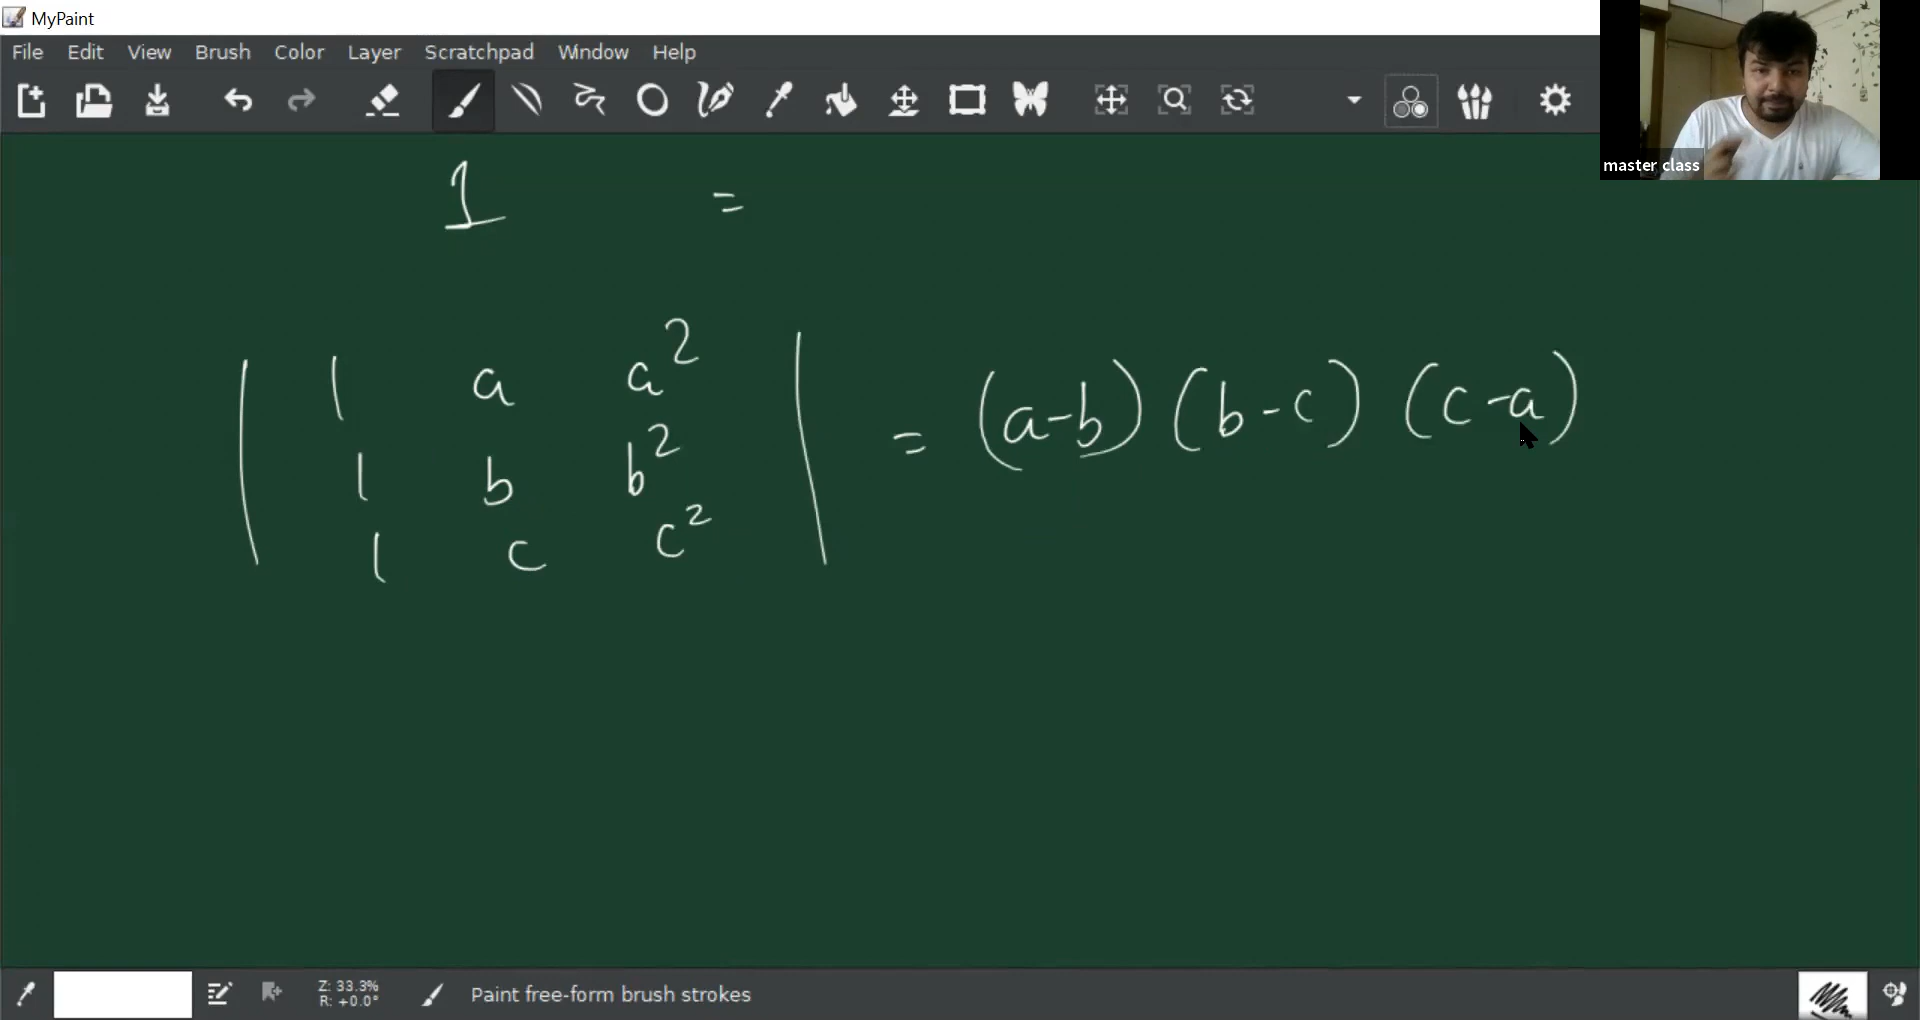 MyPaint
File Edit View Brush Color Layer Scratchpad Window Help
master class
1 =
| 1 a a² |
| 1 b b² | = (a-b) (b-c) (c-a)
| 1 c c² |
Z: 33.3%
R: +0.0°
Paint free-form brush strokes